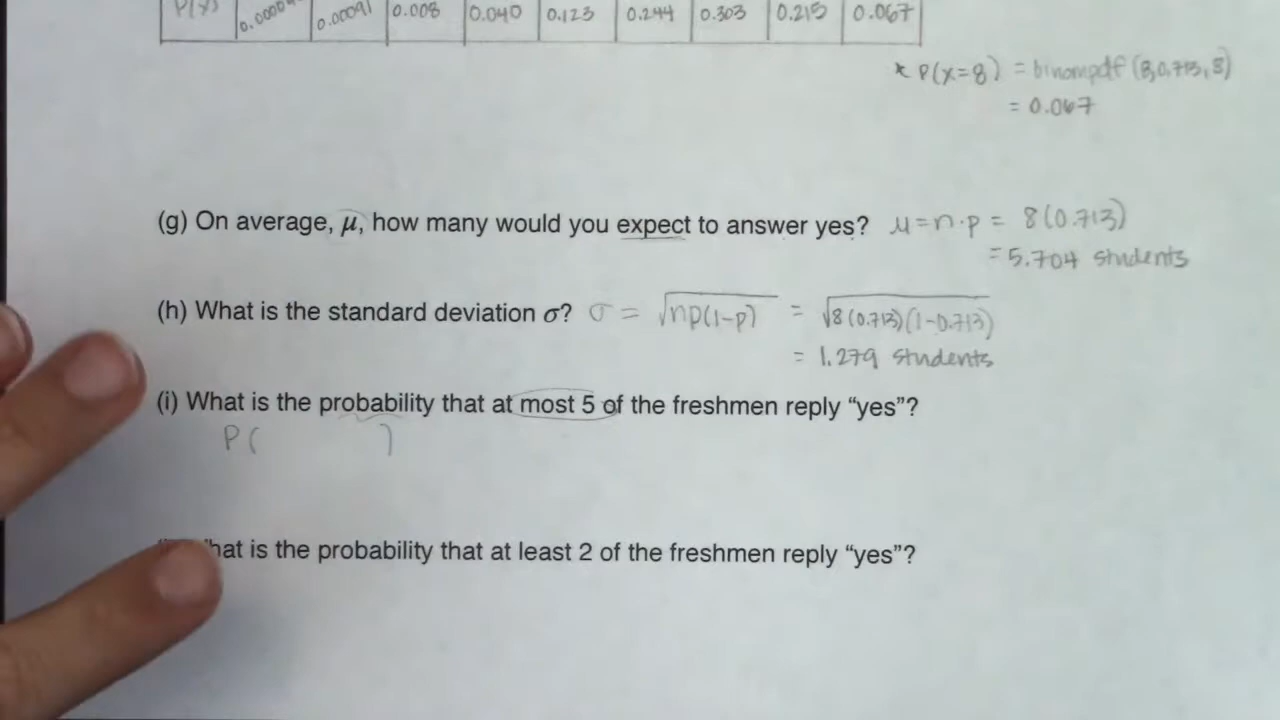 P(x) 0.00091 0.008 0.040 0.123 0.244 0.303 0.215 0.067
* P(x=8) = binompdf (8,0.713,8)
= 0.067
(g) On average, μ, how many would you expect to answer yes? μ=n·p = 8(0.713)
= 5.704 students
(h) What is the standard deviation σ? σ = √np(1-p) = √8(0.713)(1-0.713)
= 1.279 students
(i) What is the probability that at most 5 of the freshmen reply “yes”?
P( )
hat is the probability that at least 2 of the freshmen reply “yes”?